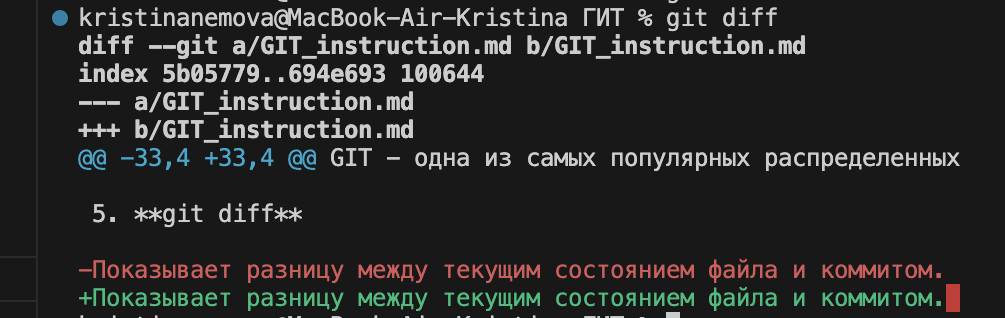 kristinanemova@MacBook-Air-Kristina ГИТ % git diff
diff --git a/GIT_instruction.md b/GIT_instruction.md
index 5b05779..694e693 100644
--- a/GIT_instruction.md
+++ b/GIT_instruction.md
@@ -33,4 +33,4 @@ GIT - одна из самых популярных распределенных
5. **git diff**
-Показывает разницу между текущим состоянием файла и коммитом.
+Показывает разницу между текущим состоянием файла и коммитом.